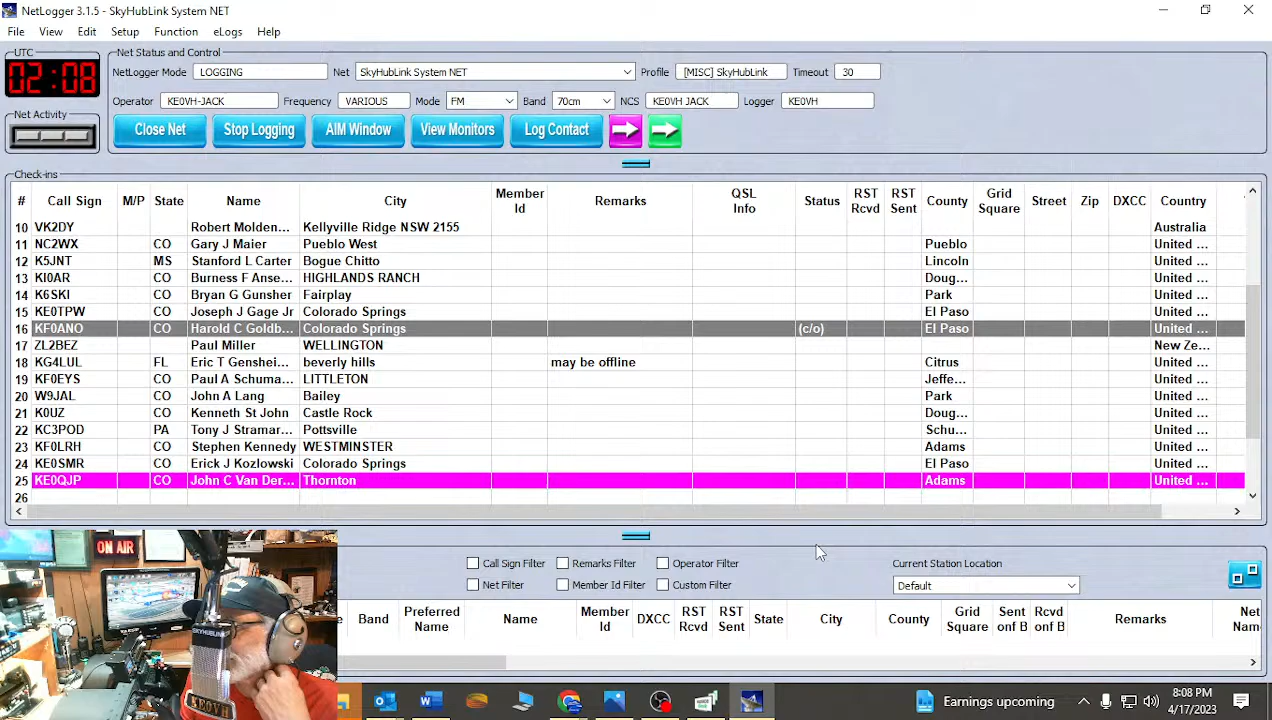 NetLogger 3.1.5 - SkyHubLink System NET
File View Edit Setup Function eLogs Help
UTC
02:08
Net Activity
Net Status and Control
NetLogger Mode LOGGING Net SkyHubLink System NET Profile [MISC] SkyHubLink Timeout 30
Operator KE0VH-JACK Frequency VARIOUS Mode FM Band 70cm NCS KE0VH JACK Logger KE0VH
Close Net Stop Logging AIM Window View Monitors Log Contact
Check-ins
# Call Sign M/P State Name City Member Id Remarks QSL Info Status RST Rcvd RST Sent County Grid Square Street Zip DXCC Country
10 VK2DY Robert Molden... Kellyville Ridge NSW 2155 Australia
11 NC2WX CO Gary J Maier Pueblo West Pueblo United ...
12 K5JNT MS Stanford L Carter Bogue Chitto Lincoln United ...
13 KI0AR CO Burness F Anse... HIGHLANDS RANCH Doug... United ...
14 K6SKI CO Bryan G Gunsher Fairplay Park United ...
15 KE0TPW CO Joseph J Gage Jr Colorado Springs El Paso United ...
16 KF0ANO CO Harold C Goldb... Colorado Springs (c/o) El Paso United ...
17 ZL2BEZ Paul Miller WELLINGTON New Ze...
18 KG4LUL FL Eric T Genshei... beverly hills may be offline Citrus United ...
19 KF0EYS CO Paul A Schuma... LITTLETON Jeffe... United ...
20 W9JAL CO John A Lang Bailey Park United ...
21 K0UZ CO Kenneth St John Castle Rock Doug... United ...
22 KC3POD PA Tony J Stramar... Pottsville Schu... United ...
23 KF0LRH CO Stephen Kennedy WESTMINSTER Adams United ...
24 KE0SMR CO Erick J Kozlowski Colorado Springs El Paso United ...
25 KE0QJP CO John C Van Der... Thornton Adams United ...
26
ON AIR
SKYHUBLINK
KE0VH
Call Sign Filter Remarks Filter Operator Filter
Net Filter Member Id Filter Custom Filter
Current Station Location
Default
e Band Preferred Name Name Member Id DXCC RST Rcvd RST Sent State City County Grid Square Sent onf B Rcvd onf B Remarks Net Name
Earnings upcoming
8:08 PM
4/17/2023